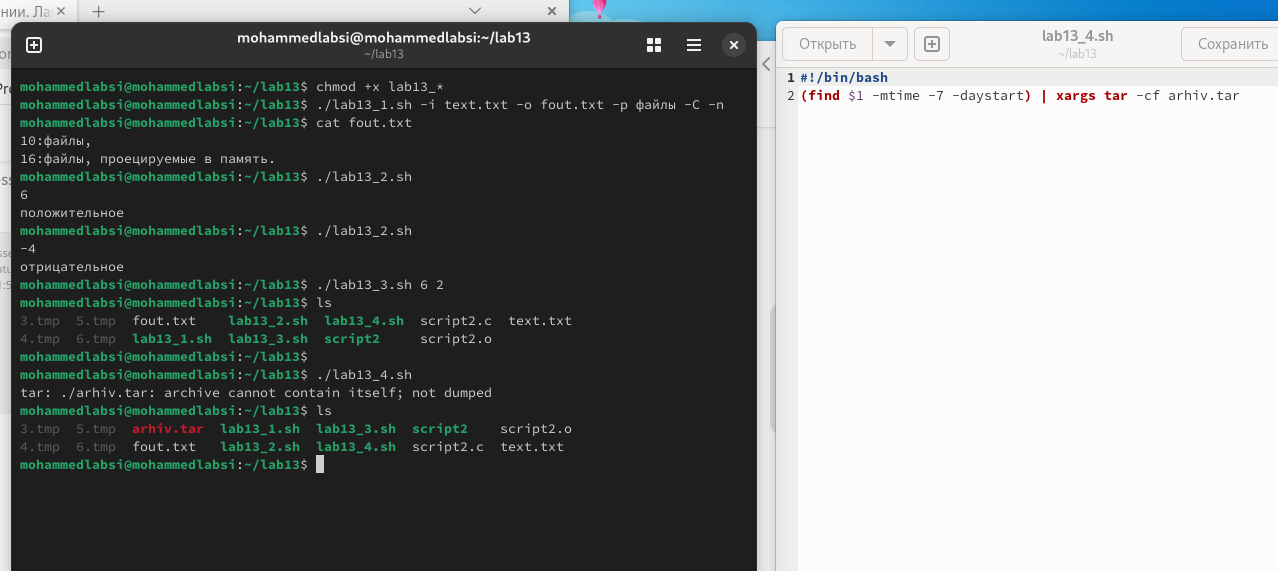 нии. Ла
mohammedlabsi@mohammedlabsi:~/lab13
~/lab13
mohammedlabsi@mohammedlabsi:~/lab13$ chmod +x lab13_*
mohammedlabsi@mohammedlabsi:~/lab13$ ./lab13_1.sh -i text.txt -o fout.txt -p файлы -C -n
mohammedlabsi@mohammedlabsi:~/lab13$ cat fout.txt
10:файлы,
16:файлы, проецируемые в память.
mohammedlabsi@mohammedlabsi:~/lab13$ ./lab13_2.sh
6
положительное
mohammedlabsi@mohammedlabsi:~/lab13$ ./lab13_2.sh
-4
отрицательное
mohammedlabsi@mohammedlabsi:~/lab13$ ./lab13_3.sh 6 2
mohammedlabsi@mohammedlabsi:~/lab13$ ls
3.tmp 5.tmp fout.txt lab13_2.sh lab13_4.sh script2.c text.txt
4.tmp 6.tmp lab13_1.sh lab13_3.sh script2 script2.o
mohammedlabsi@mohammedlabsi:~/lab13$
mohammedlabsi@mohammedlabsi:~/lab13$ ./lab13_4.sh
tar: ./arhiv.tar: archive cannot contain itself; not dumped
mohammedlabsi@mohammedlabsi:~/lab13$ ls
3.tmp 5.tmp arhiv.tar lab13_1.sh lab13_3.sh script2 script2.o
4.tmp 6.tmp fout.txt lab13_2.sh lab13_4.sh script2.c text.txt
mohammedlabsi@mohammedlabsi:~/lab13$
Открыть
lab13_4.sh
~/lab13
Сохранить
1 #!/bin/bash
2 (find $1 -mtime -7 -daystart) | xargs tar -cf arhiv.tar